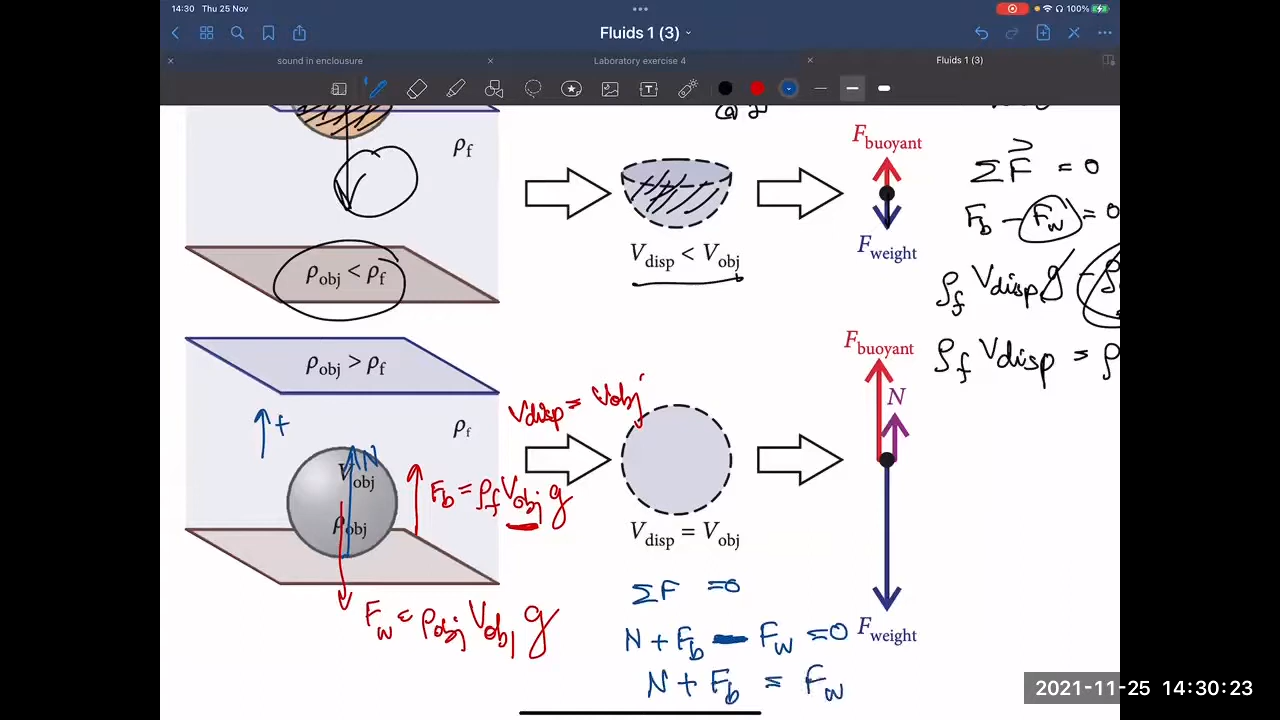 14:30 Thu 25 Nov
100%
Fluids 1 (3)
sound in enclousure
Laboratory exercise 4
Fluids 1 (3)
ρf
Fbuoyant
ΣF = 0
Fb - Fw = 0
Fweight
ρobj < ρf
Vdisp < Vobj
ρf Vdisp g -
ρf Vdisp = ρ
ρobj > ρf
Fbuoyant
Vdisp = Vobj
N
+
ρf
N
Vobj
Fb = ρf Vobj g
ρobj
Vdisp = Vobj
ΣF = 0
Fw = ρobj Vobj g
N + Fb - Fw = 0
Fweight
N + Fb = Fw
2021-11-25 14:30:23